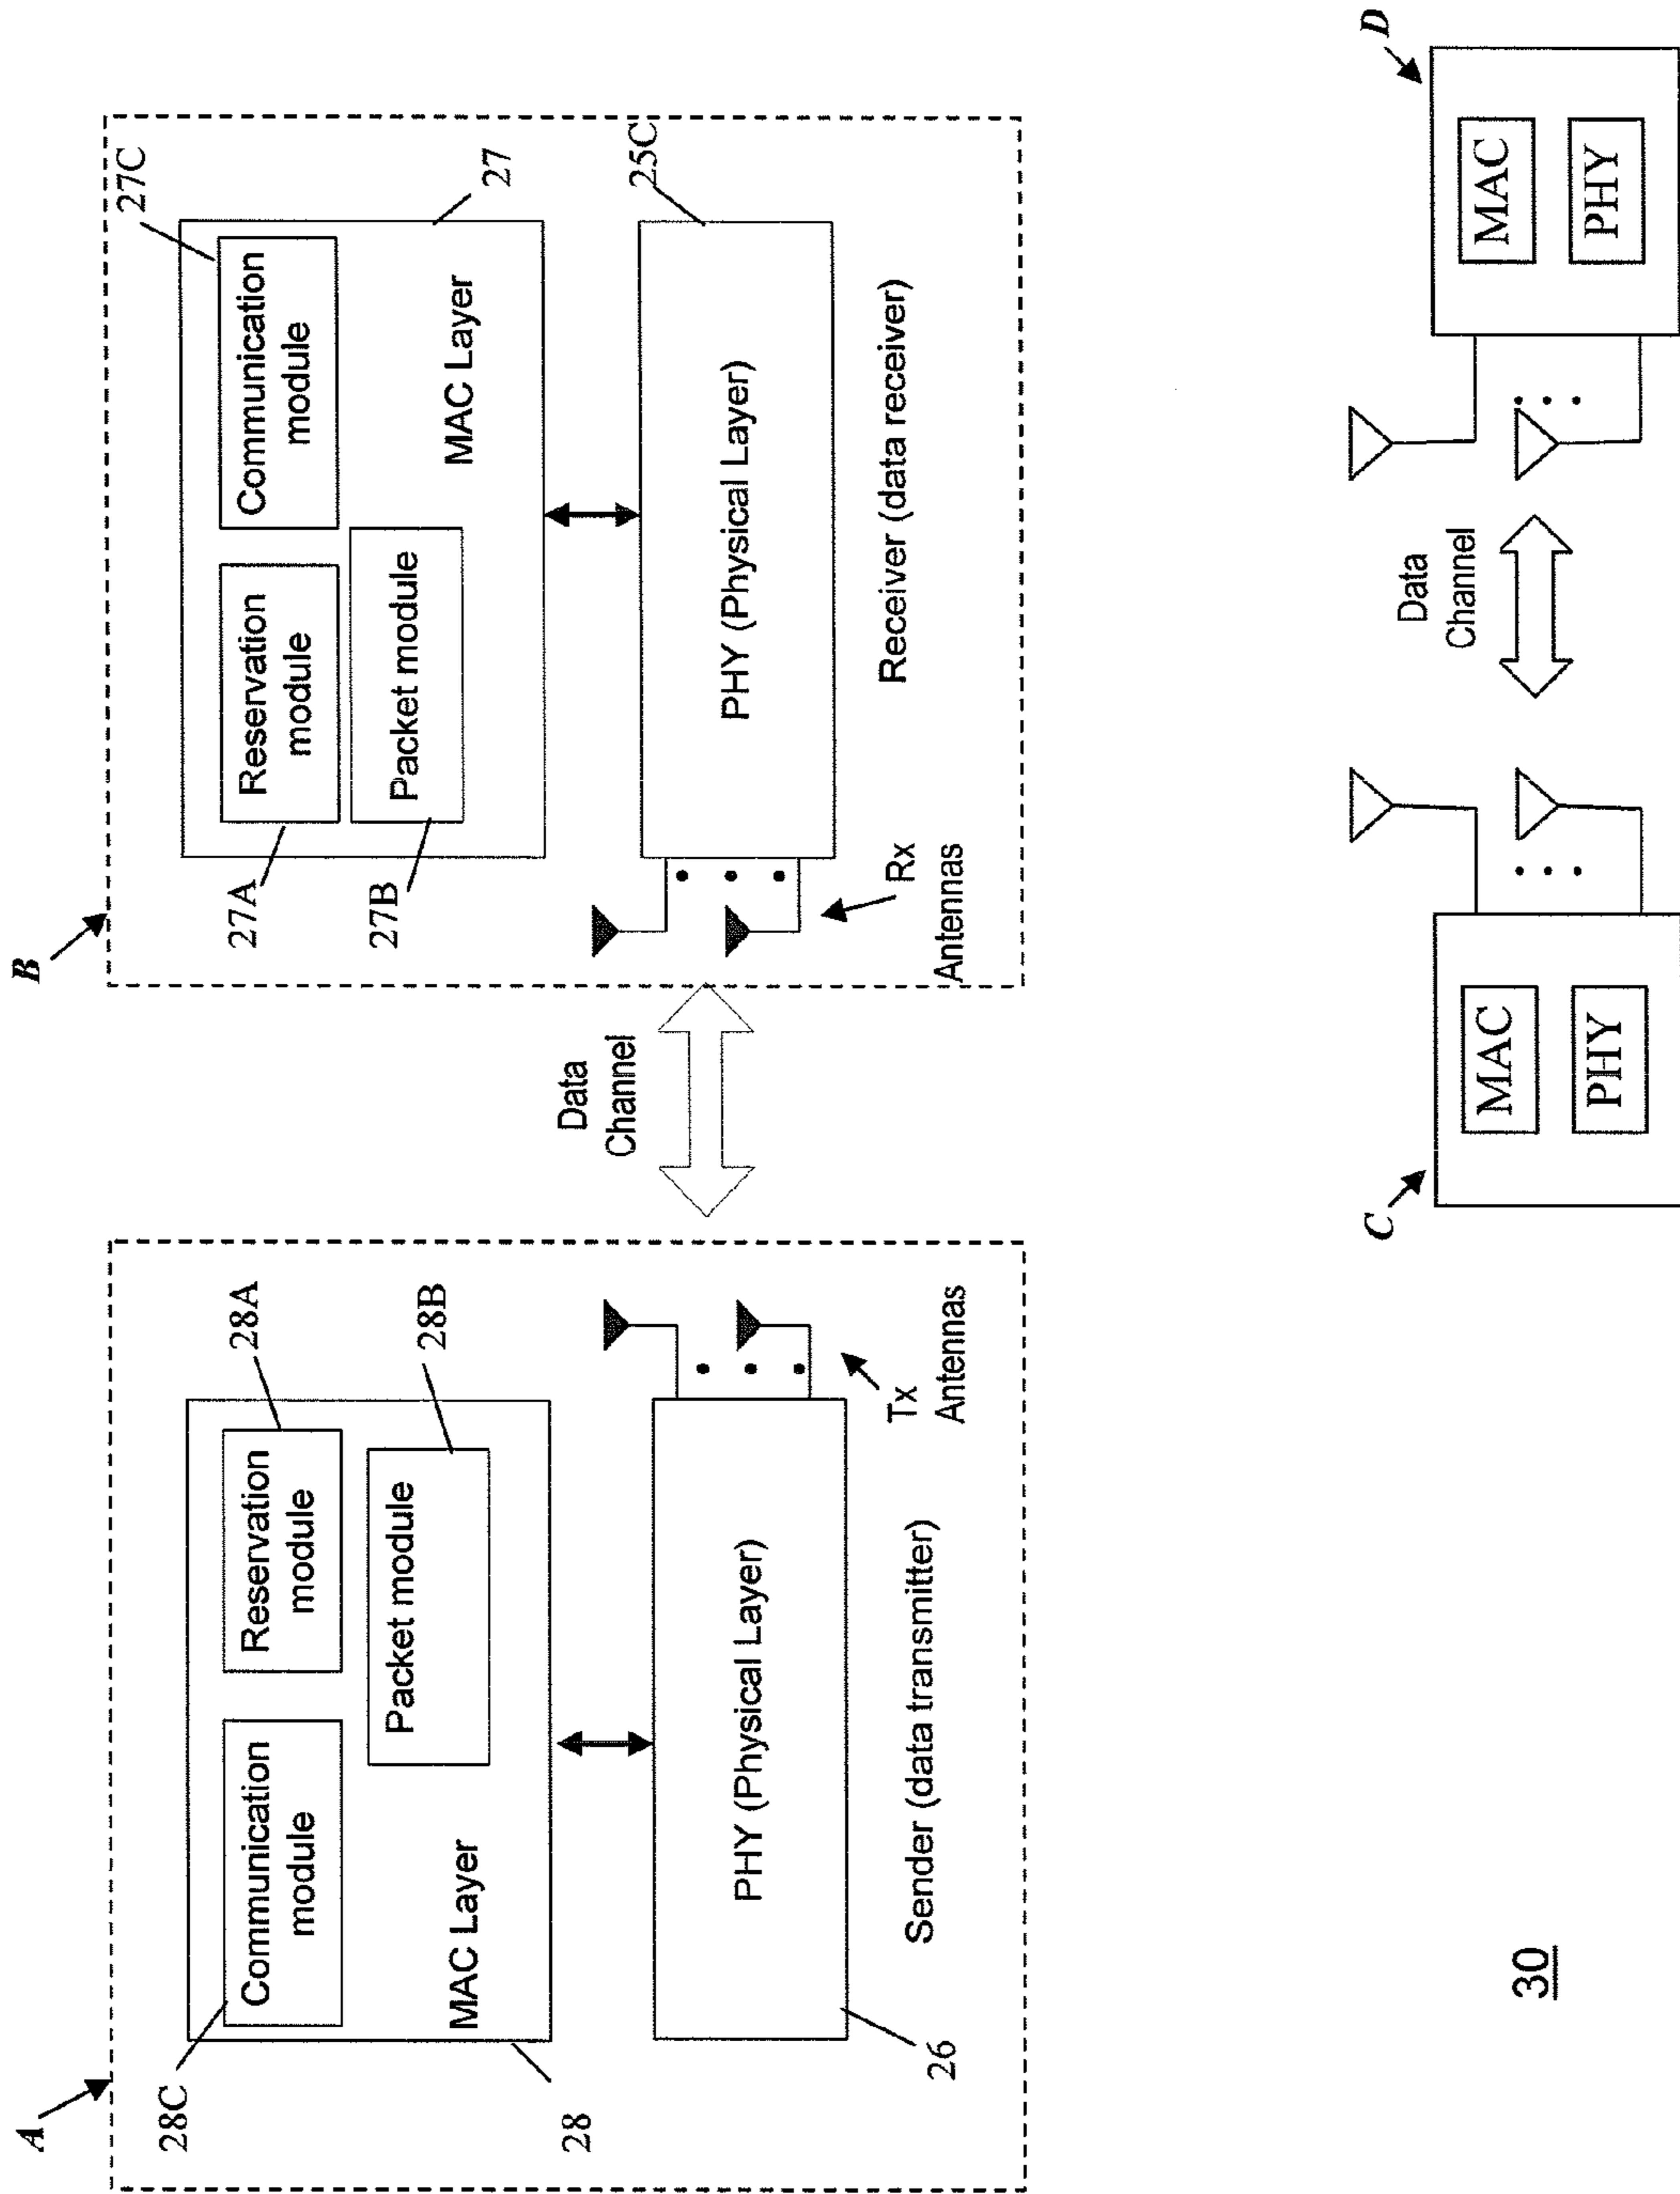 A
B
28C
Communication
module
Reservation
module
28A
Packet module
28B
MAC Layer
28
PHY (Physical Layer)
26
Tx
Antennas
Sender (data transmitter)
Data
Channel
27A
Reservation
module
Communication
module
27C
27B
Packet module
MAC Layer
27
PHY (Physical Layer)
25C
Rx
Antennas
Receiver (data receiver)
C
MAC
PHY
Data
Channel
D
MAC
PHY
30